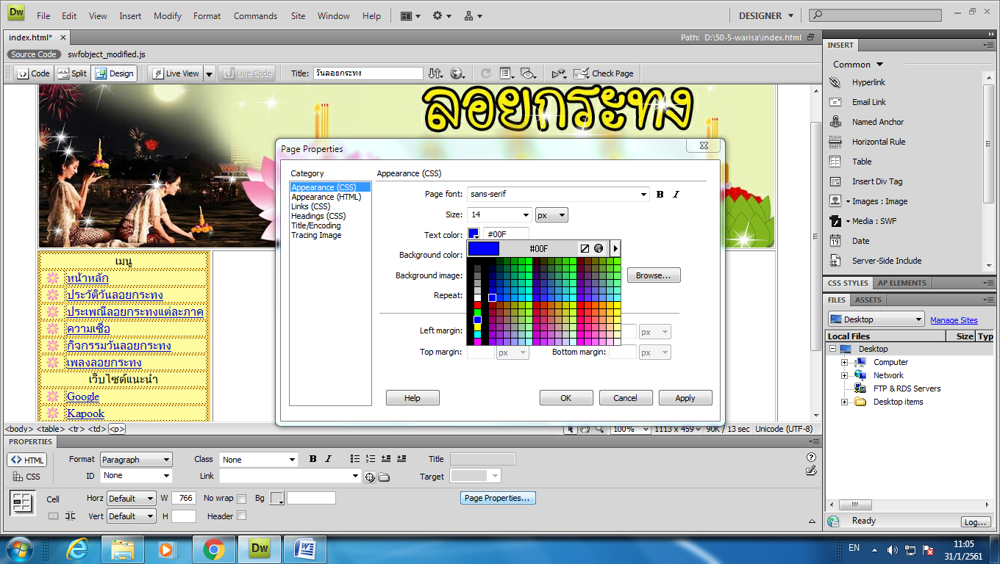 Dw File Edit View Insert Modify Format Commands Site Window Help DESIGNER
index.html* Path: D:\50-5-warisa\index.html
Source Code swfobject_modified.js
Code Split Design Live View Live Code Title: วันลอยกระทง Check Page
ลอยกระทง
เมนู
หน้าหลัก
ประวัติวันลอยกระทง
ประเพณีลอยกระทงแต่ละภาค
ความเชื่อ
กิจกรรมวันลอยกระทง
เพลงลอยกระทง
เว็บไซต์แนะนำ
Google
Kapook
Page Properties
Category
Appearance (CSS)
Appearance (HTML)
Links (CSS)
Headings (CSS)
Title/Encoding
Tracing Image
Appearance (CSS)
Page font: sans-serif B I
Size: 14 px
Text color: #00F
#00F
Background color:
Background image: Browse...
Repeat:
Left margin: px
Top margin: px Bottom margin: px
Help OK Cancel Apply
<body> <table> <tr> <td> <p> 100% 1113 x 459 90K / 13 sec Unicode (UTF-8)
PROPERTIES
HTML Format Paragraph Class None B I Title
CSS ID None Link Target
Cell Horz Default W 766 No wrap Bg Page Properties...
Vert Default H Header
INSERT
Common
Hyperlink
Email Link
Named Anchor
Horizontal Rule
Table
Insert Div Tag
Images : Image
Media : SWF
Date
Server-Side Include
CSS STYLES AP ELEMENTS
FILES ASSETS
Desktop Manage Sites
Local Files Size Typ
Desktop
Computer
Network
FTP & RDS Servers
Desktop items
Ready Log...
Dw EN 11:05
31/1/2561